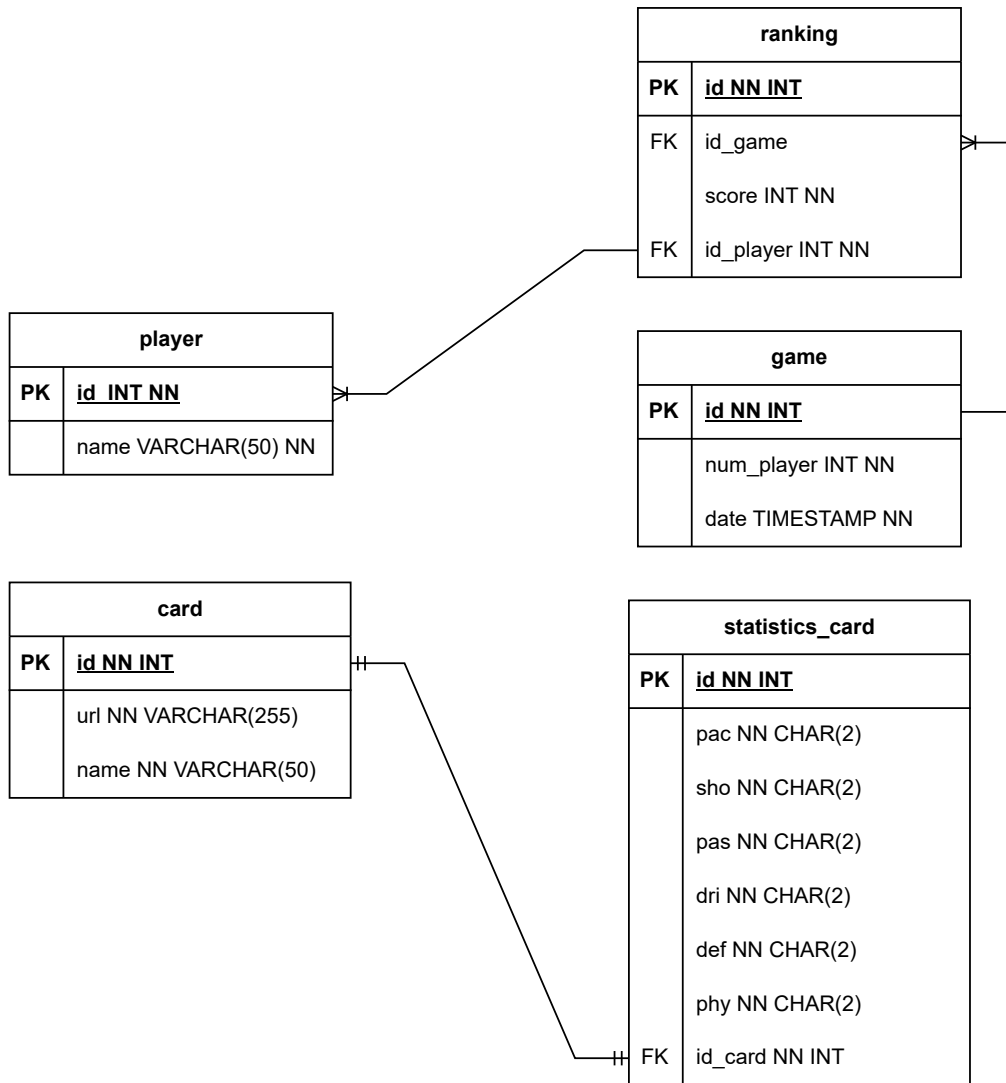 ranking
PK id NN INT
FK id_game
score INT NN
FK id_player INT NN
player
PK id INT NN
name VARCHAR(50) NN
game
PK id NN INT
num_player INT NN
date TIMESTAMP NN
card
PK id NN INT
url NN VARCHAR(255)
name NN VARCHAR(50)
statistics_card
PK id NN INT
pac NN CHAR(2)
sho NN CHAR(2)
pas NN CHAR(2)
dri NN CHAR(2)
def NN CHAR(2)
phy NN CHAR(2)
FK id_card NN INT